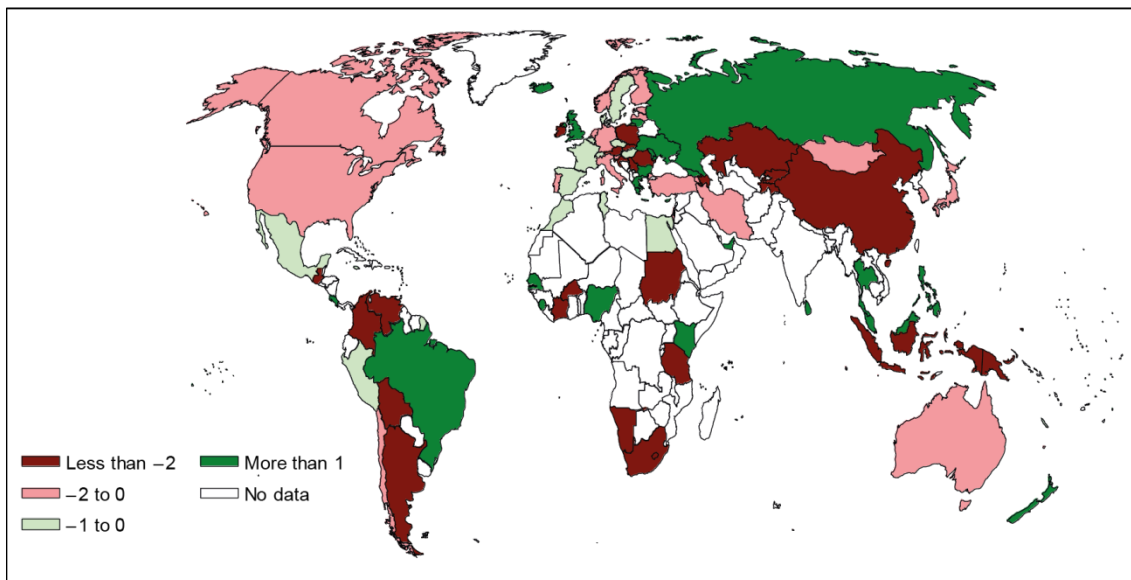 Less than −2
−2 to 0
−1 to 0
More than 1
No data